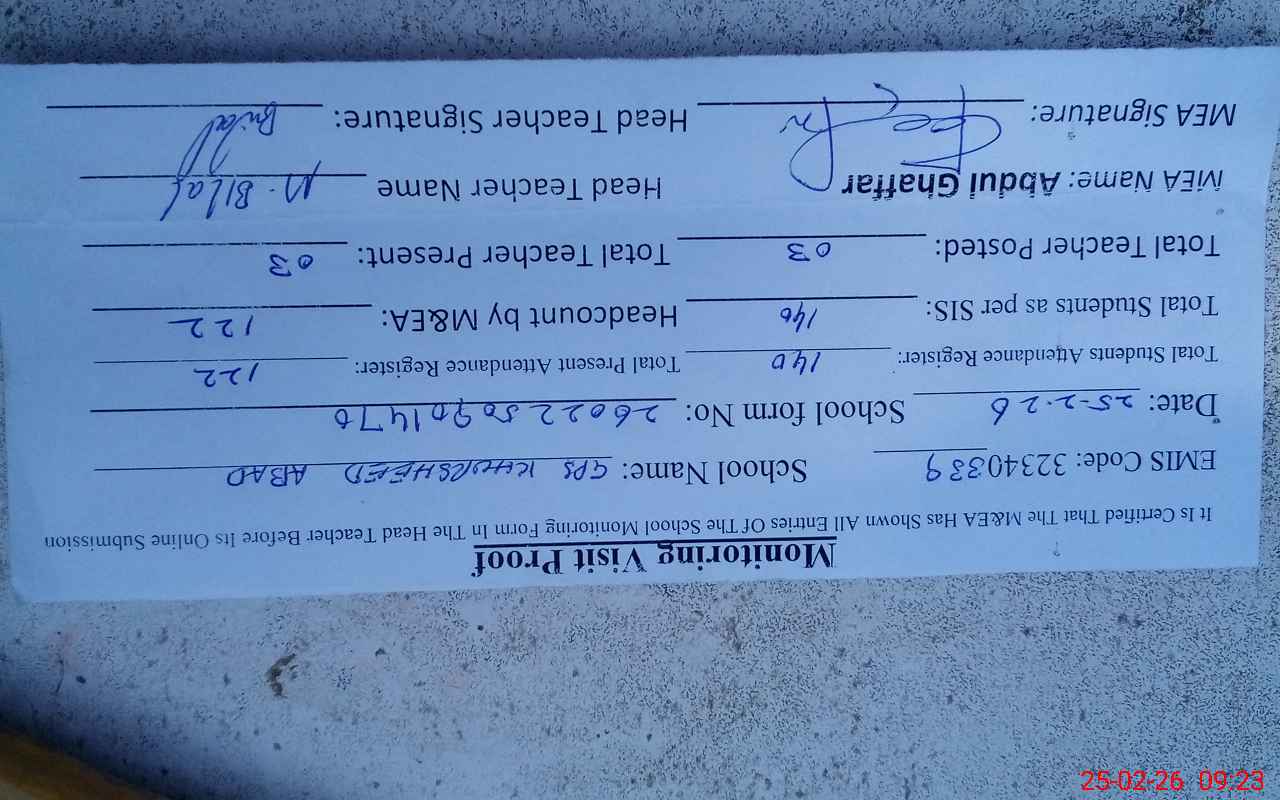 Monitoring Visit Proof
It Is Certified That The M&EA Has Shown All Entries Of The School Monitoring Form In The Head Teacher Before Its Online Submission
EMIS Code: 32340339 School Name: GPS KHORSHEED ABAD
Date: 25-2-26 School form No: 26022509201470
Total Students Attendance Register: 140 Total Present Attendance Register: 122
Total Students as per SIS: 140 Headcount by M&EA: 122
Total Teacher Posted: 03 Total Teacher Present: 03
MEA Name: Abdul Ghaffar Head Teacher Name M. Bilal
MEA Signature: Head Teacher Signature: Bilal
25-02-26 09:23